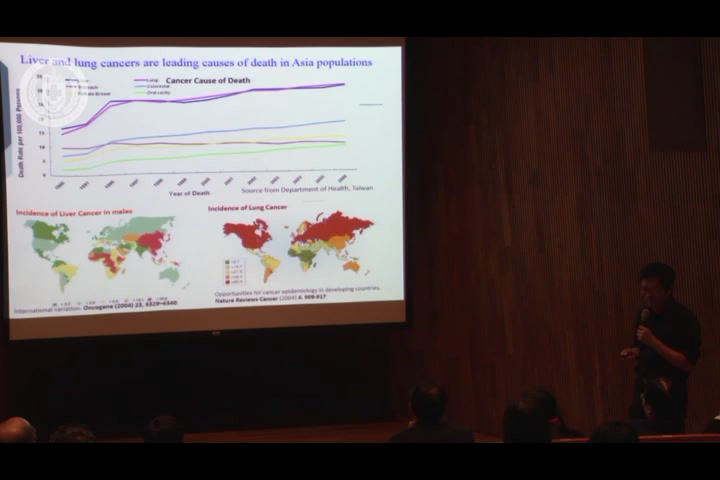 Liver and lung cancers are leading causes of death in Asia populations
Cancer Cause of Death
Lung
Stomach
Colorectal
Female Breast
Oral cavity
Death Rate per 100,000 Persons
Year of Death
Source from Department of Health, Taiwan
Incidence of Liver Cancer in males
Incidence of Lung Cancer
International variation. Oncogene (2004) 23, 6329-6340.
Opportunities for cancer epidemiology in developing countries.
Nature Reviews Cancer (2004) 4. 909-917